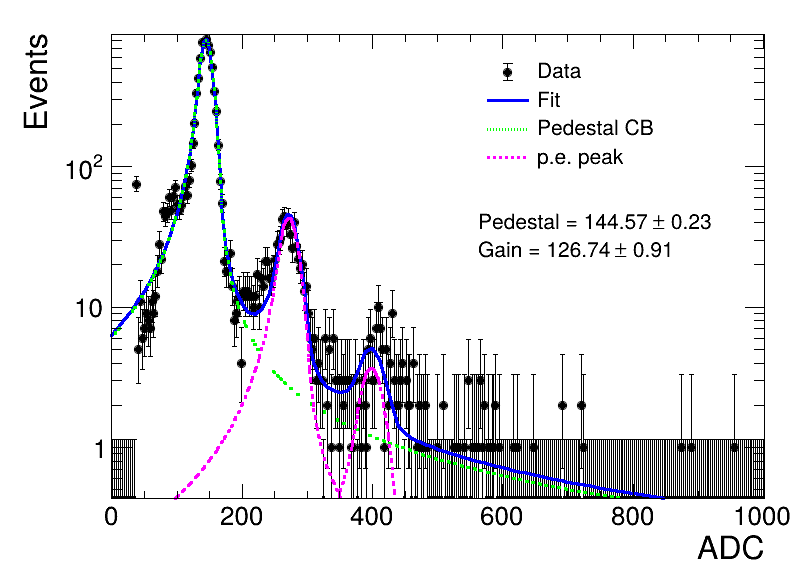 Events
10²
10
1
Data
Fit
Pedestal CB
p.e. peak
Pedestal = 144.57 ± 0.23
Gain = 126.74 ± 0.91
0 200 400 600 800 1000
ADC